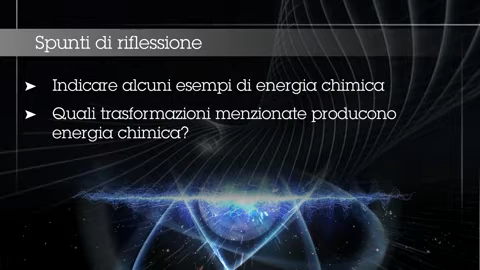 Spunti di riflessione
➤ Indicare alcuni esempi di energia chimica
➤ Quali trasformazioni menzionate producono
energia chimica?